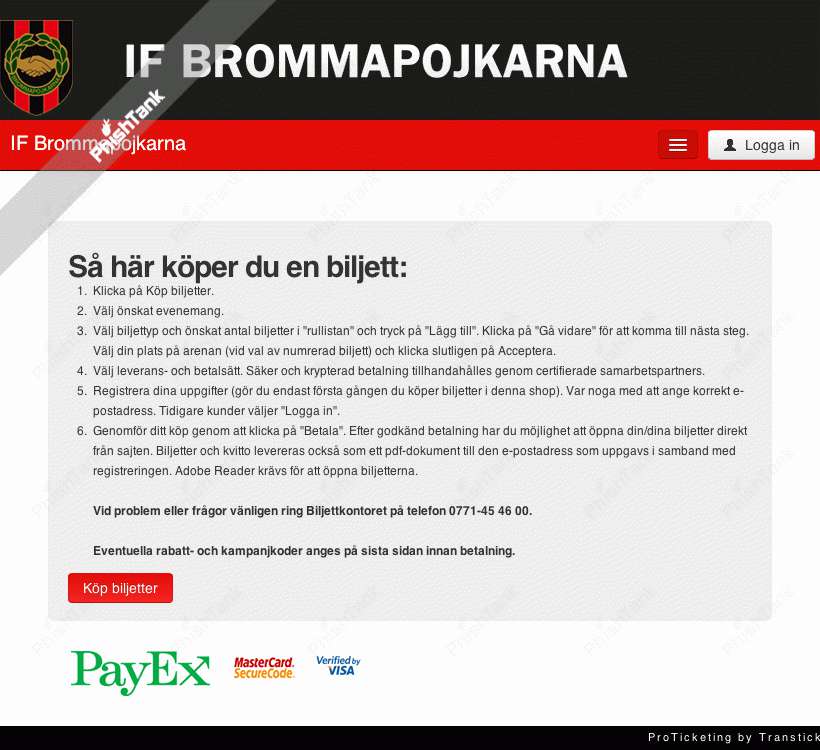 IF BROMMAPOJKARNA
BROMMAPOJKARNA
PhishTank
IF Brommapojkarna
Logga in
Så här köper du en biljett:
1. Klicka på Köp biljetter.
2. Välj önskat evenemang.
3. Välj biljettyp och önskat antal biljetter i "rullistan" och tryck på "Lägg till". Klicka på "Gå vidare" för att komma till nästa steg.
Välj din plats på arenan (vid val av numrerad biljett) och klicka slutligen på Acceptera.
4. Välj leverans- och betalsätt. Säker och krypterad betalning tillhandahålles genom certifierade samarbetspartners.
5. Registrera dina uppgifter (gör du endast första gången du köper biljetter i denna shop). Var noga med att ange korrekt e-
postadress. Tidigare kunder väljer "Logga in".
6. Genomför ditt köp genom att klicka på "Betala". Efter godkänd betalning har du möjlighet att öppna din/dina biljetter direkt
från sajten. Biljetter och kvitto levereras också som ett pdf-dokument till den e-postadress som uppgavs i samband med
registreringen. Adobe Reader krävs för att öppna biljetterna.
Vid problem eller frågor vänligen ring Biljettkontoret på telefon 0771-45 46 00.
Eventuella rabatt- och kampanjkoder anges på sista sidan innan betalning.
Köp biljetter
PayEx
MasterCard.
SecureCode.
Verified by
VISA
ProTicketing by Transtick